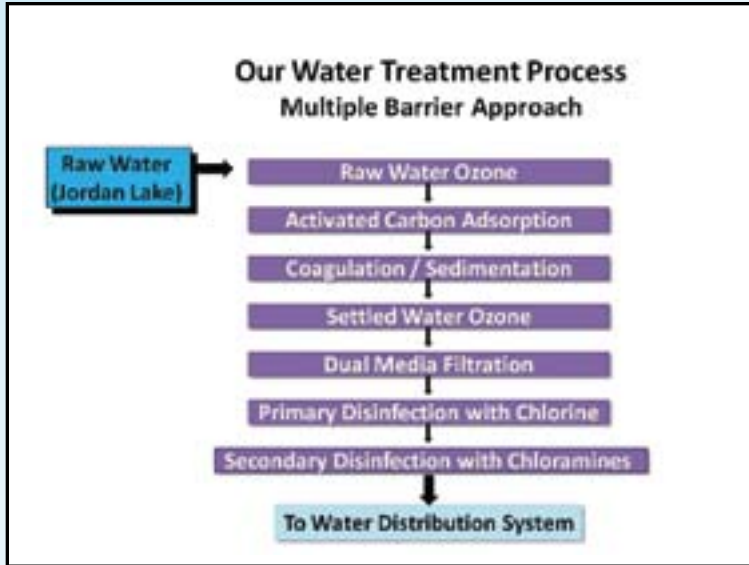 Our Water Treatment Process
Multiple Barrier Approach
Raw Water
(Jordan Lake)
Raw Water Ozone
Activated Carbon Adsorption
Coagulation / Sedimentation
Settled Water Ozone
Dual Media Filtration
Primary Disinfection with Chlorine
Secondary Disinfection with Chloramines
To Water Distribution System